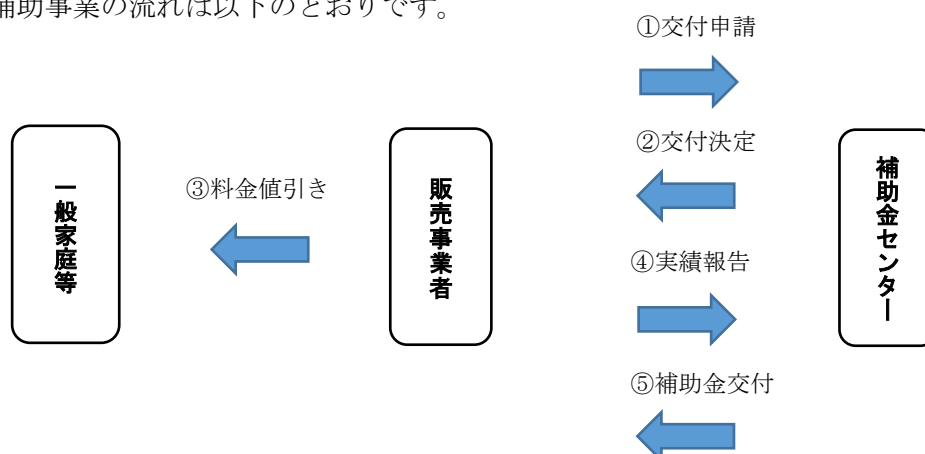 補助事業の流れは以下のとおりです。
①交付申請
②交付決定
③料金値引き
④実績報告
⑤補助金交付
一般家庭等
販売事業者
補助金センター